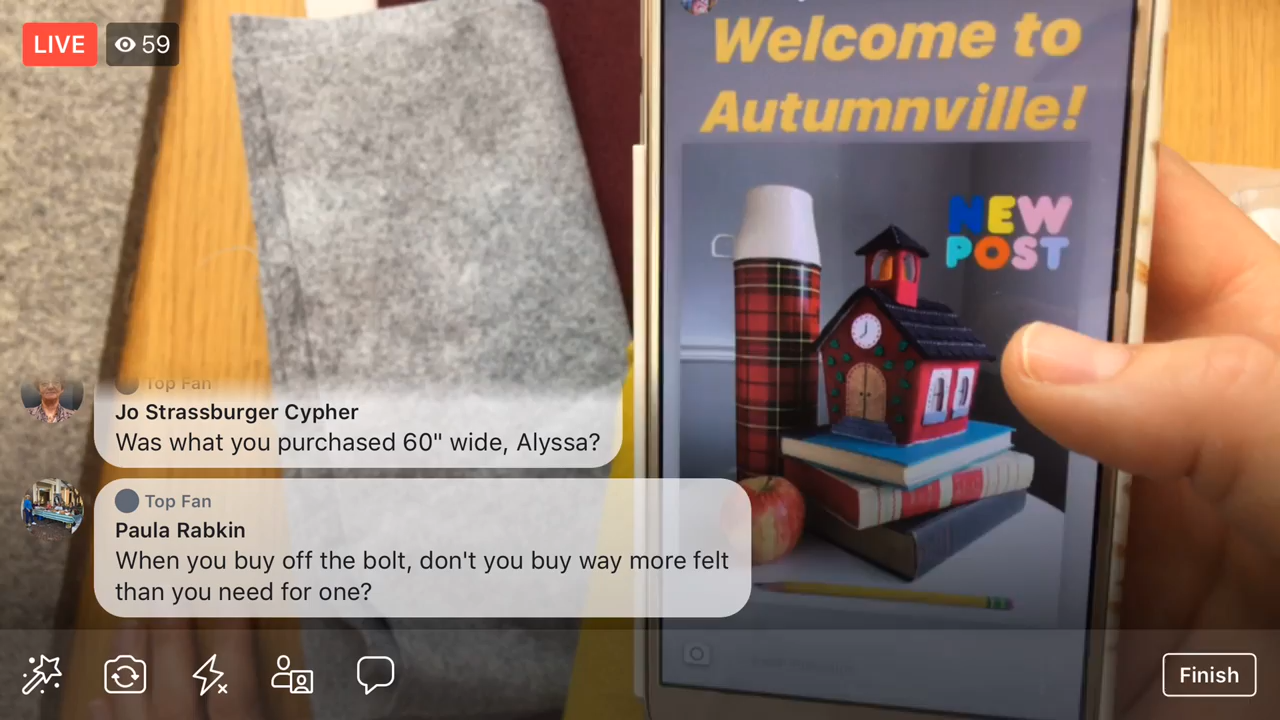 LIVE
59
Welcome to
Autumnville!
NEW
POST
Top Fan
Jo Strassburger Cypher
Was what you purchased 60" wide, Alyssa?
Top Fan
Paula Rabkin
When you buy off the bolt, don't you buy way more felt
than you need for one?
Finish